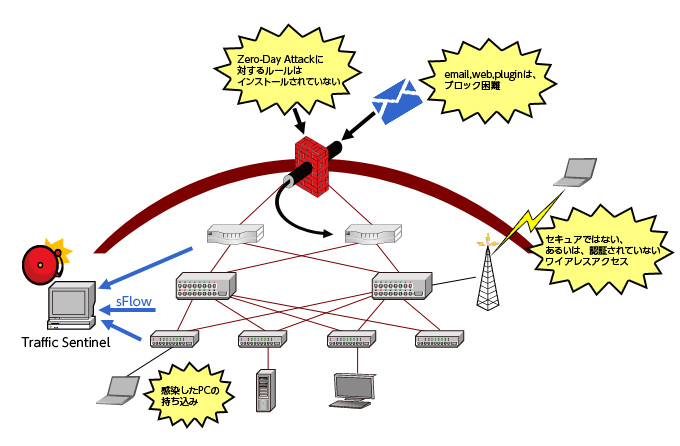 Zero-Day Attackに
対するルールは
インストールされていない
email,web,pluginは、
ブロック困難
セキュアではない、
あるいは、認証されていない
ワイアレスアクセス
sFlow
Traffic Sentinel
感染したPCの
持ち込み